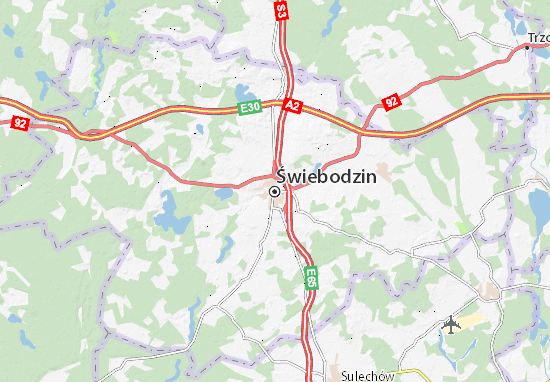 S3
Trzc
E30
A2
92
92
Świebodzin
E65
Sulechów